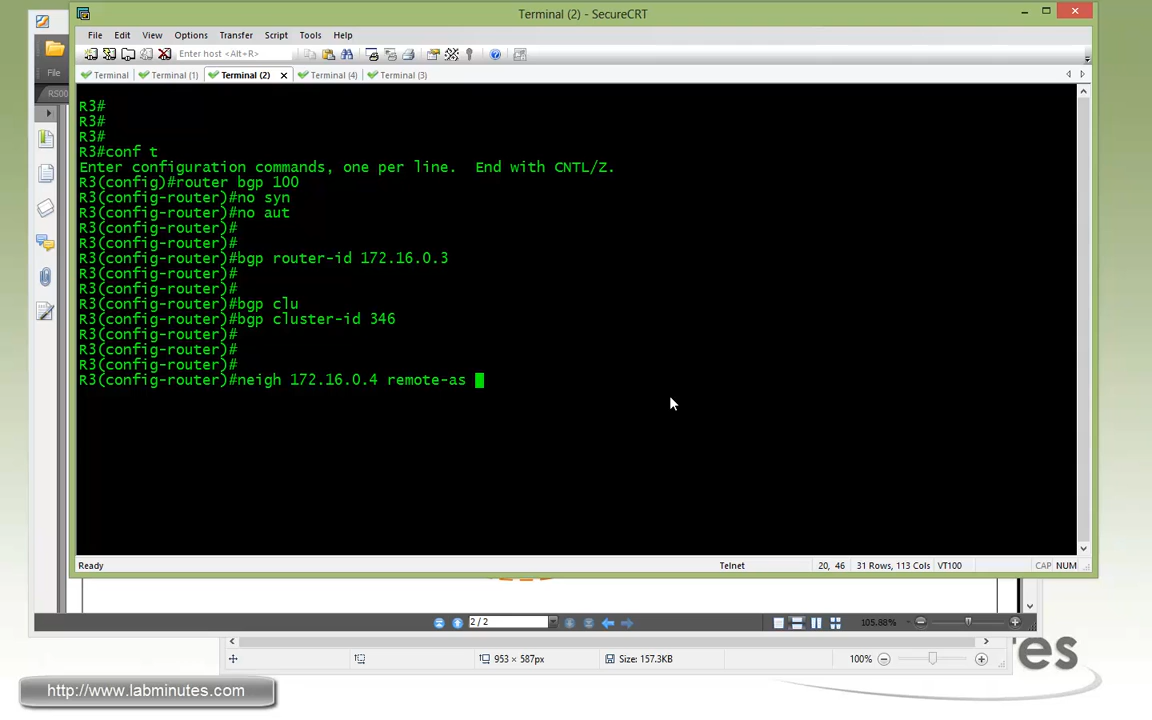 Terminal (2) - SecureCRT
File Edit View Options Transfer Script Tools Help
Enter host <Alt+R>
File
Terminal Terminal (1) Terminal (2) Terminal (4) Terminal (3)
RS00
R3#
R3#
R3#
R3#conf t
Enter configuration commands, one per line.  End with CNTL/Z.
R3(config)#router bgp 100
R3(config-router)#no syn
R3(config-router)#no aut
R3(config-router)#
R3(config-router)#
R3(config-router)#bgp router-id 172.16.0.3
R3(config-router)#
R3(config-router)#
R3(config-router)#bgp clu
R3(config-router)#bgp cluster-id 346
R3(config-router)#
R3(config-router)#
R3(config-router)#
R3(config-router)#neigh 172.16.0.4 remote-as
Ready Telnet 20, 46 31 Rows, 113 Cols VT100 CAP NUM
2 / 2 105.88%
953 × 587px Size: 157.3KB 100%
http://www.labminutes.com